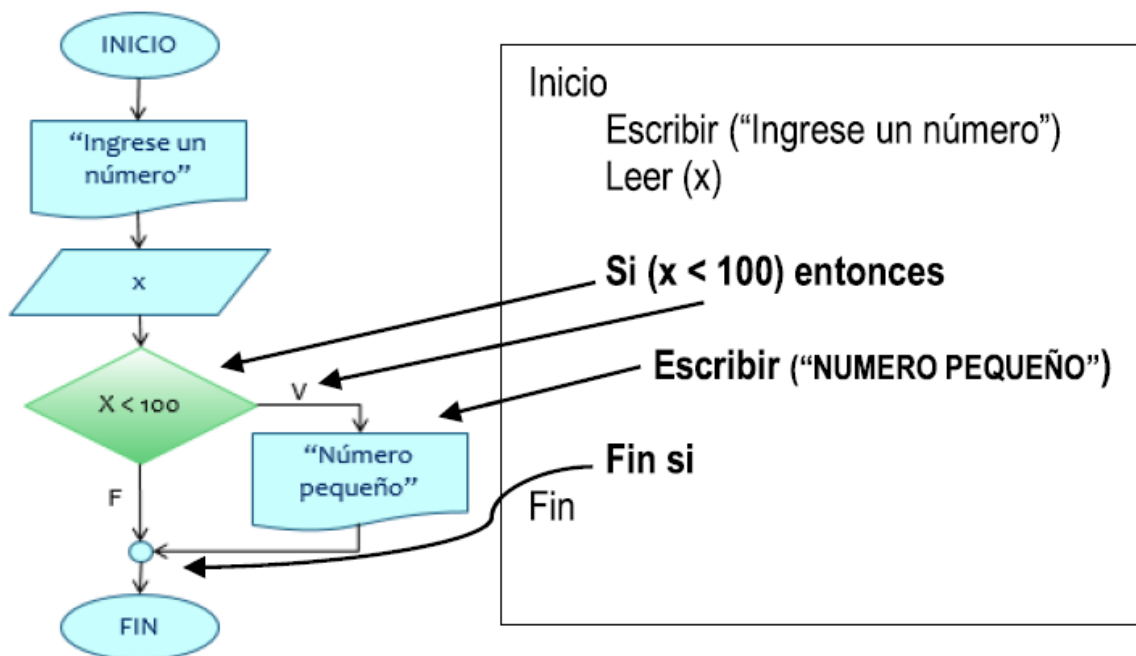 INICIO
“Ingrese un
número”
x
X < 100
V
“Número
pequeño”
F
FIN
Inicio
Escribir (“Ingrese un número”)
Leer (x)
Si (x < 100) entonces
Escribir (“NUMERO PEQUEÑO”)
Fin si
Fin